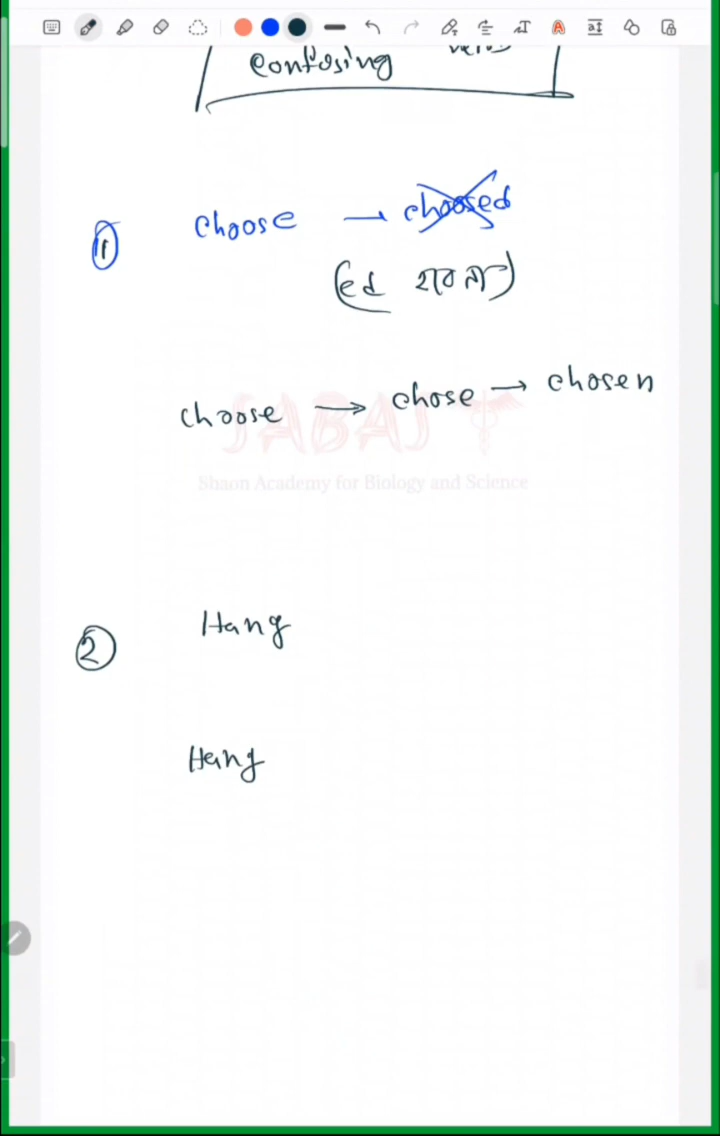 confusing verbs
1 choose → choosed
(ed হবে না)
choose → chose → chosen
SABAS
Shaon Academy for Biology and Science
2 Hang
Hang